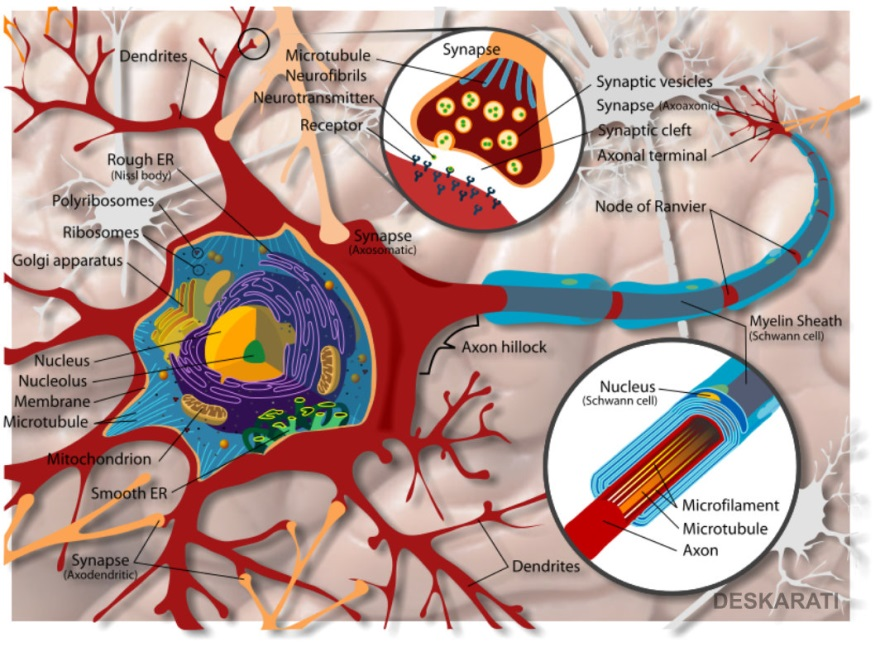 Dendrites
Microtubule
Neurofibrils
Neurotransmitter
Receptor
Synapse
Synaptic vesicles
Synapse (Axoaxonic)
Synaptic cleft
Axonal terminal
Rough ER
(Nissl body)
Polyribosomes
Ribosomes
Golgi apparatus
Synapse
(Axosomatic)
Node of Ranvier
Myelin Sheath
(Schwann cell)
Axon hillock
Nucleus
Nucleolus
Membrane
Microtubule
Mitochondrion
Smooth ER
Nucleus
(Schwann cell)
Microfilament
Microtubule
Axon
Synapse
(Axodendritic)
Dendrites
DESKARATI